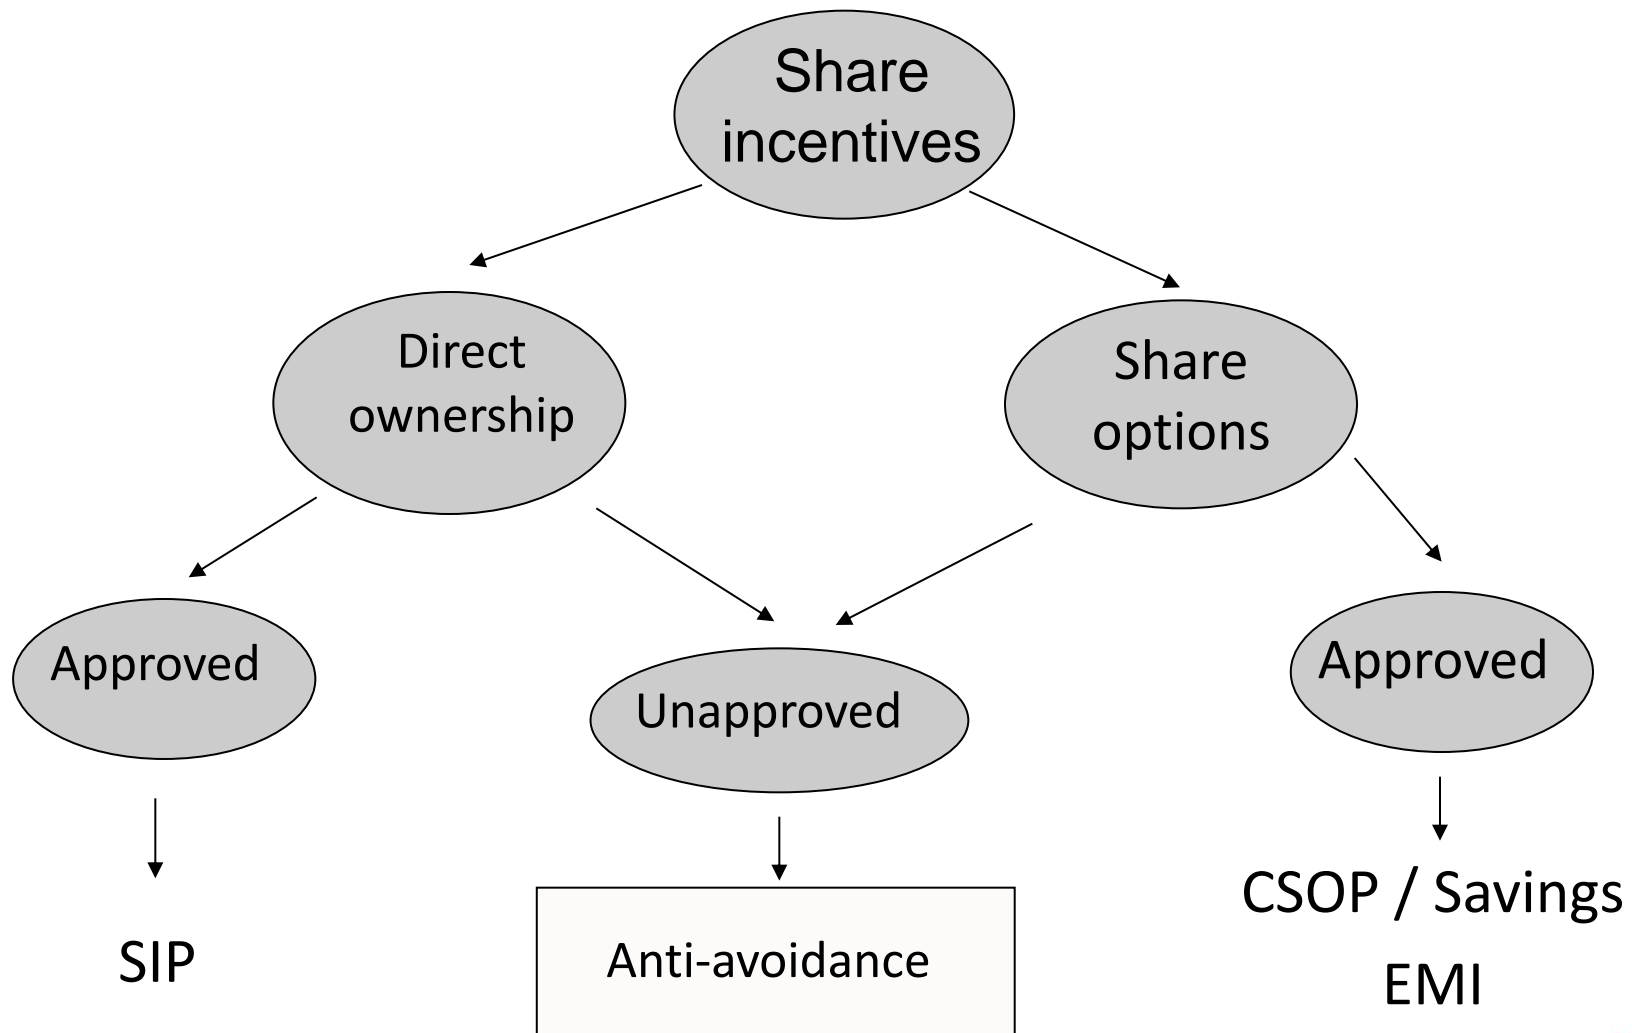 Share
incentives
Direct
ownership
Share
options
Approved
Unapproved
Approved
SIP
Anti-avoidance
CSOP / Savings
EMI